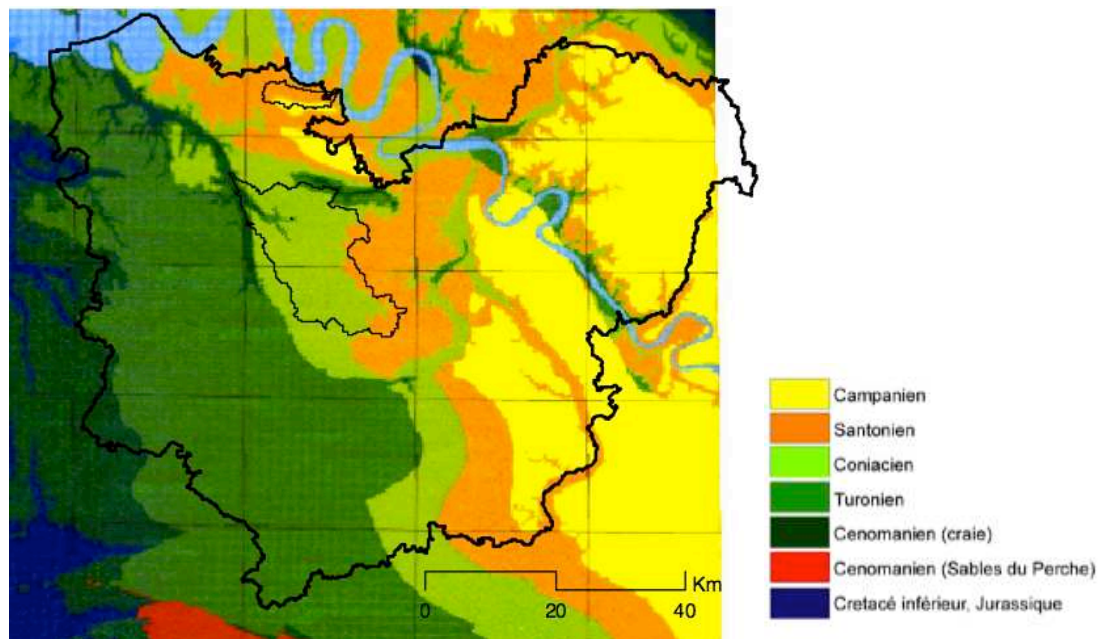 Campanien
Santonien
Coniacien
Turonien
Cenomanien (craie)
Cenomanien (Sables du Perche)
Cretacé inférieur, Jurassique
Km
0 20 40